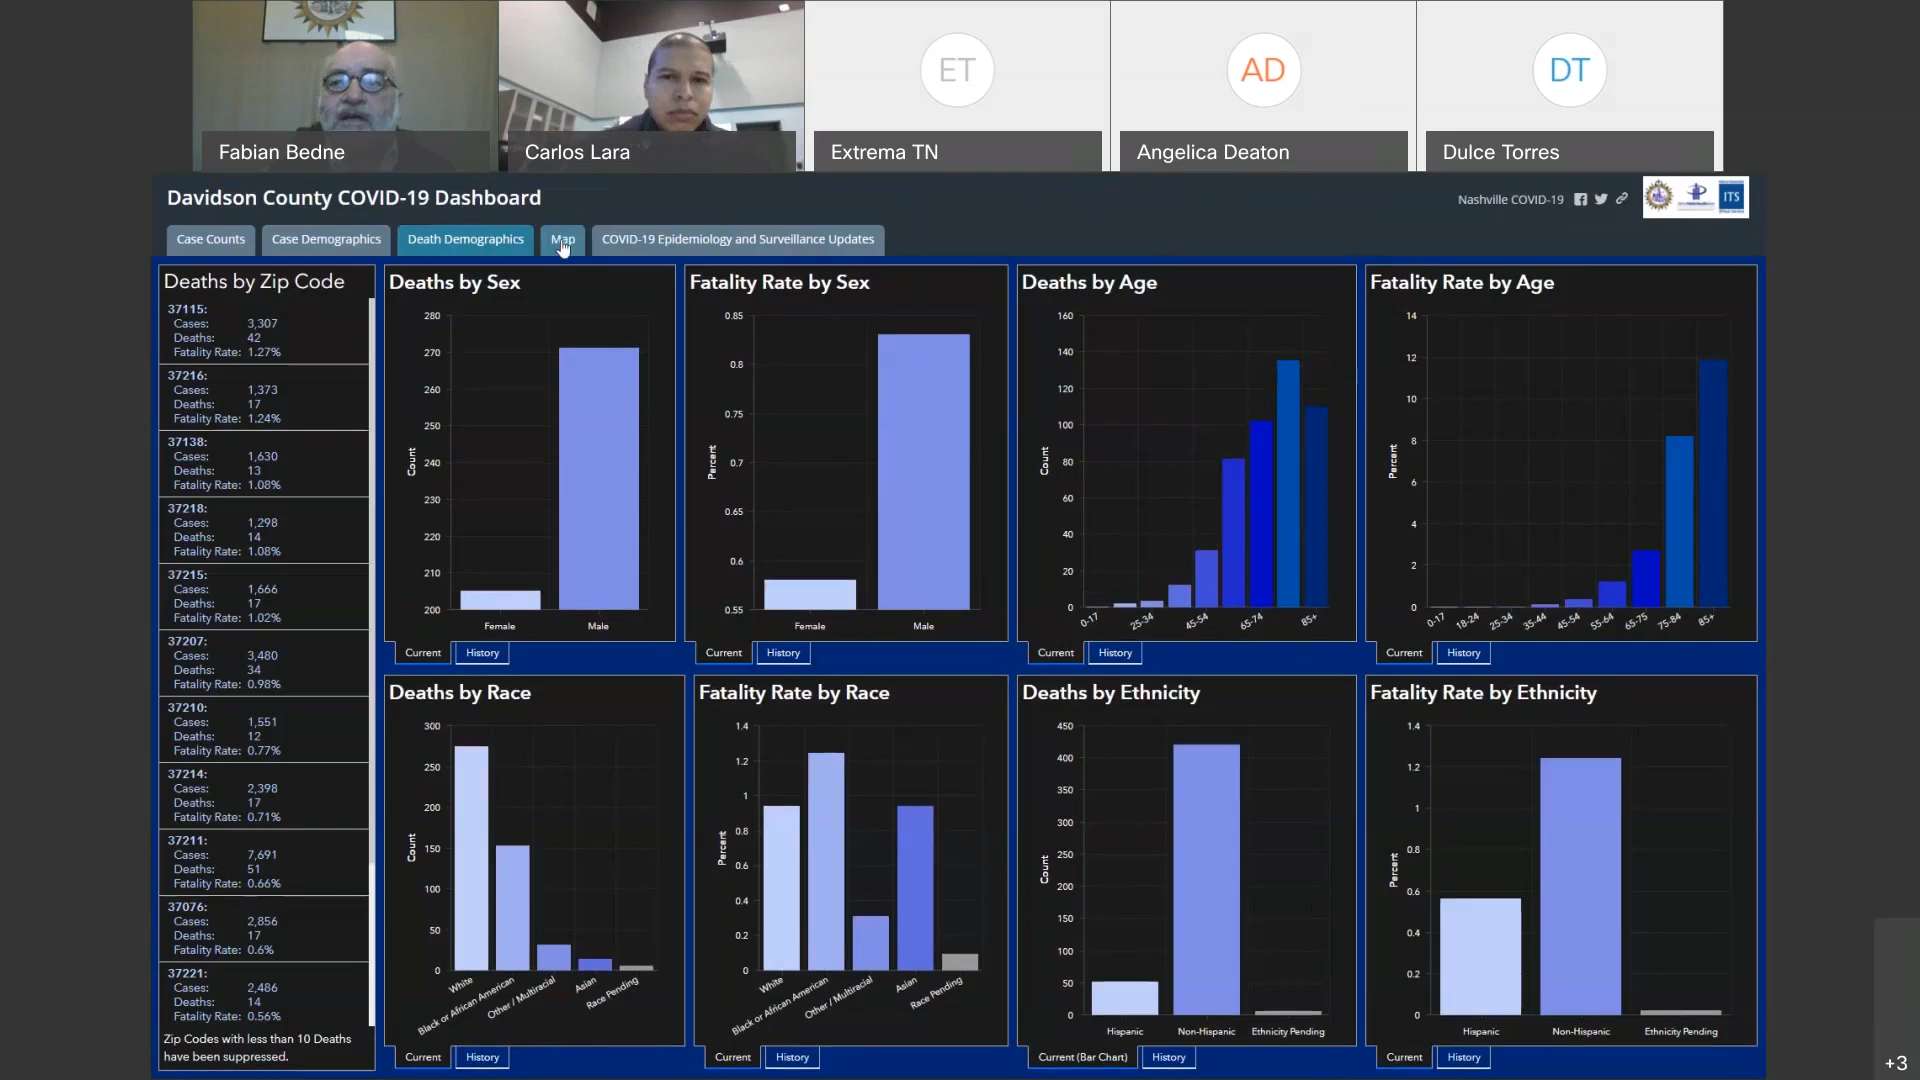 ET
AD
DT
Fabian Bedne
Carlos Lara
Extrema TN
Angelica Deaton
Dulce Torres
Davidson County COVID-19 Dashboard
Nashville COVID-19
ITS
Case Counts
Case Demographics
Death Demographics
Map
COVID-19 Epidemiology and Surveillance Updates
Deaths by Zip Code
37115:
Cases: 3,307
Deaths: 42
Fatality Rate: 1.27%
37216:
Cases: 1,373
Deaths: 17
Fatality Rate: 1.24%
37138:
Cases: 1,630
Deaths: 13
Fatality Rate: 1.08%
37218:
Cases: 1,298
Deaths: 14
Fatality Rate: 1.08%
37215:
Cases: 1,666
Deaths: 17
Fatality Rate: 1.02%
37207:
Cases: 3,480
Deaths: 34
Fatality Rate: 0.98%
37210:
Cases: 1,551
Deaths: 12
Fatality Rate: 0.77%
37214:
Cases: 2,398
Deaths: 17
Fatality Rate: 0.71%
37211:
Cases: 7,691
Deaths: 51
Fatality Rate: 0.66%
37076:
Cases: 2,856
Deaths: 17
Fatality Rate: 0.6%
37221:
Cases: 2,486
Deaths: 14
Fatality Rate: 0.56%
Zip Codes with less than 10 Deaths
have been suppressed.
Deaths by Sex
280
270
260
250
240
230
220
210
200
Count
Female
Male
Current
History
Fatality Rate by Sex
0.85
0.8
0.75
0.7
0.65
0.6
0.55
Percent
Female
Male
Current
History
Deaths by Age
160
140
120
100
80
60
40
20
0
Count
0-17
25-34
45-54
65-74
85+
Current
History
Fatality Rate by Age
14
12
10
8
6
4
2
0
Percent
0-17
18-24
25-34
35-44
45-54
55-64
65-75
75-84
85+
Current
History
Deaths by Race
300
250
200
150
100
50
0
Count
White
Black or African American
Other / Multiracial
Asian
Race Pending
Current
History
Fatality Rate by Race
1.4
1.2
1
0.8
0.6
0.4
0.2
0
Percent
White
Black or African American
Other / Multiracial
Asian
Race Pending
Current
History
Deaths by Ethnicity
450
400
350
300
250
200
150
100
50
0
Count
Hispanic
Non-Hispanic
Ethnicity Pending
Current (Bar Chart)
History
Fatality Rate by Ethnicity
1.4
1.2
1
0.8
0.6
0.4
0.2
0
Percent
Hispanic
Non-Hispanic
Ethnicity Pending
Current
History
+3